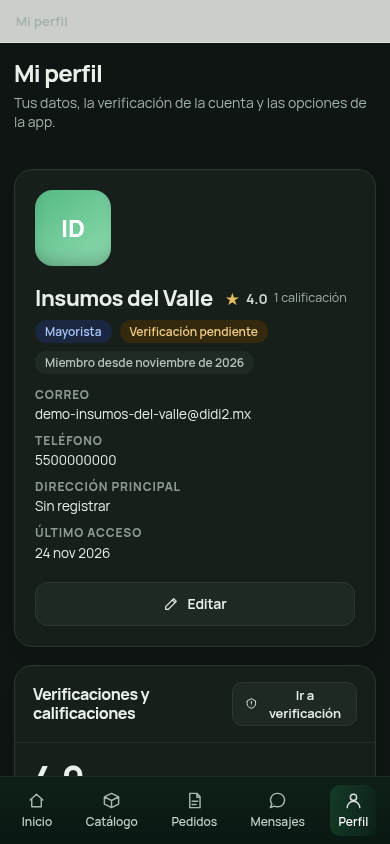 Mi perfil
Mi perfil
Tus datos, la verificación de la cuenta y las opciones de
la app.
ID
Insumos del Valle ★ 4.0 1 calificación
Mayorista Verificación pendiente
Miembro desde noviembre de 2026
CORREO
demo-insumos-del-valle@didi2.mx
TELÉFONO
5500000000
DIRECCIÓN PRINCIPAL
Sin registrar
ÚLTIMO ACCESO
24 nov 2026
Editar
Verificaciones y
calificaciones
Ir a
verificación
Inicio Catálogo Pedidos Mensajes Perfil